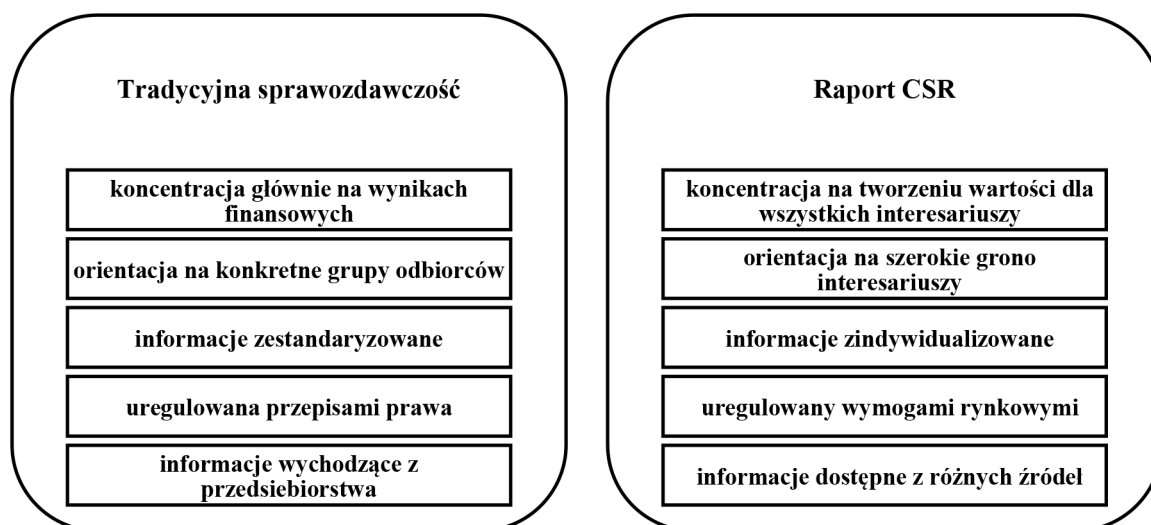 Tradycyjna sprawozdawczość
koncentracja głównie na wynikach
finansowych
orientacja na konkretne grupy odbiorców
informacje zestandaryzowane
uregulowana przepisami prawa
informacje wychodzące z
przedsiebiorstwa
Raport CSR
koncentracja na tworzeniu wartości dla
wszystkich interesariuszy
orientacja na szerokie grono
interesariuszy
informacje zindywidualizowane
uregulowany wymogami rynkowymi
informacje dostępne z różnych źródeł